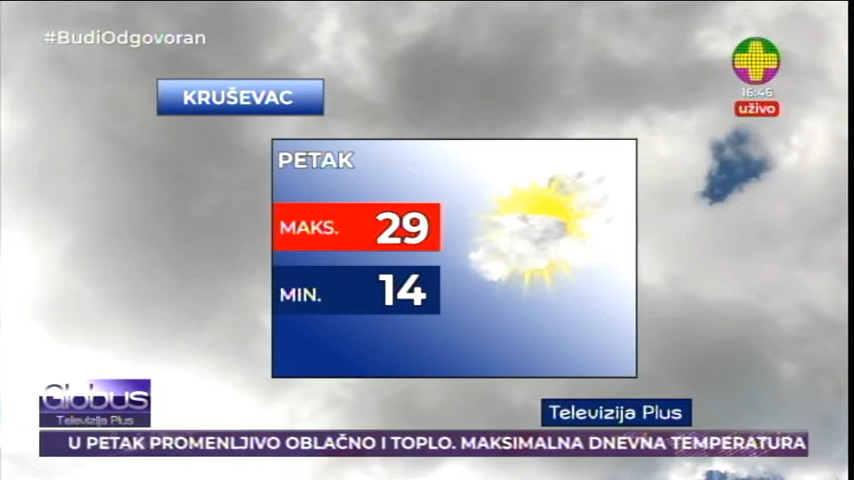 #BudiOdgovoran
16:46
uživo
KRUŠEVAC
PETAK
MAKS. 29
MIN. 14
Globus
Televizija Plus
Televizija Plus
U PETAK PROMENLJIVO OBLAČNO I TOPLO. MAKSIMALNA DNEVNA TEMPERATURA